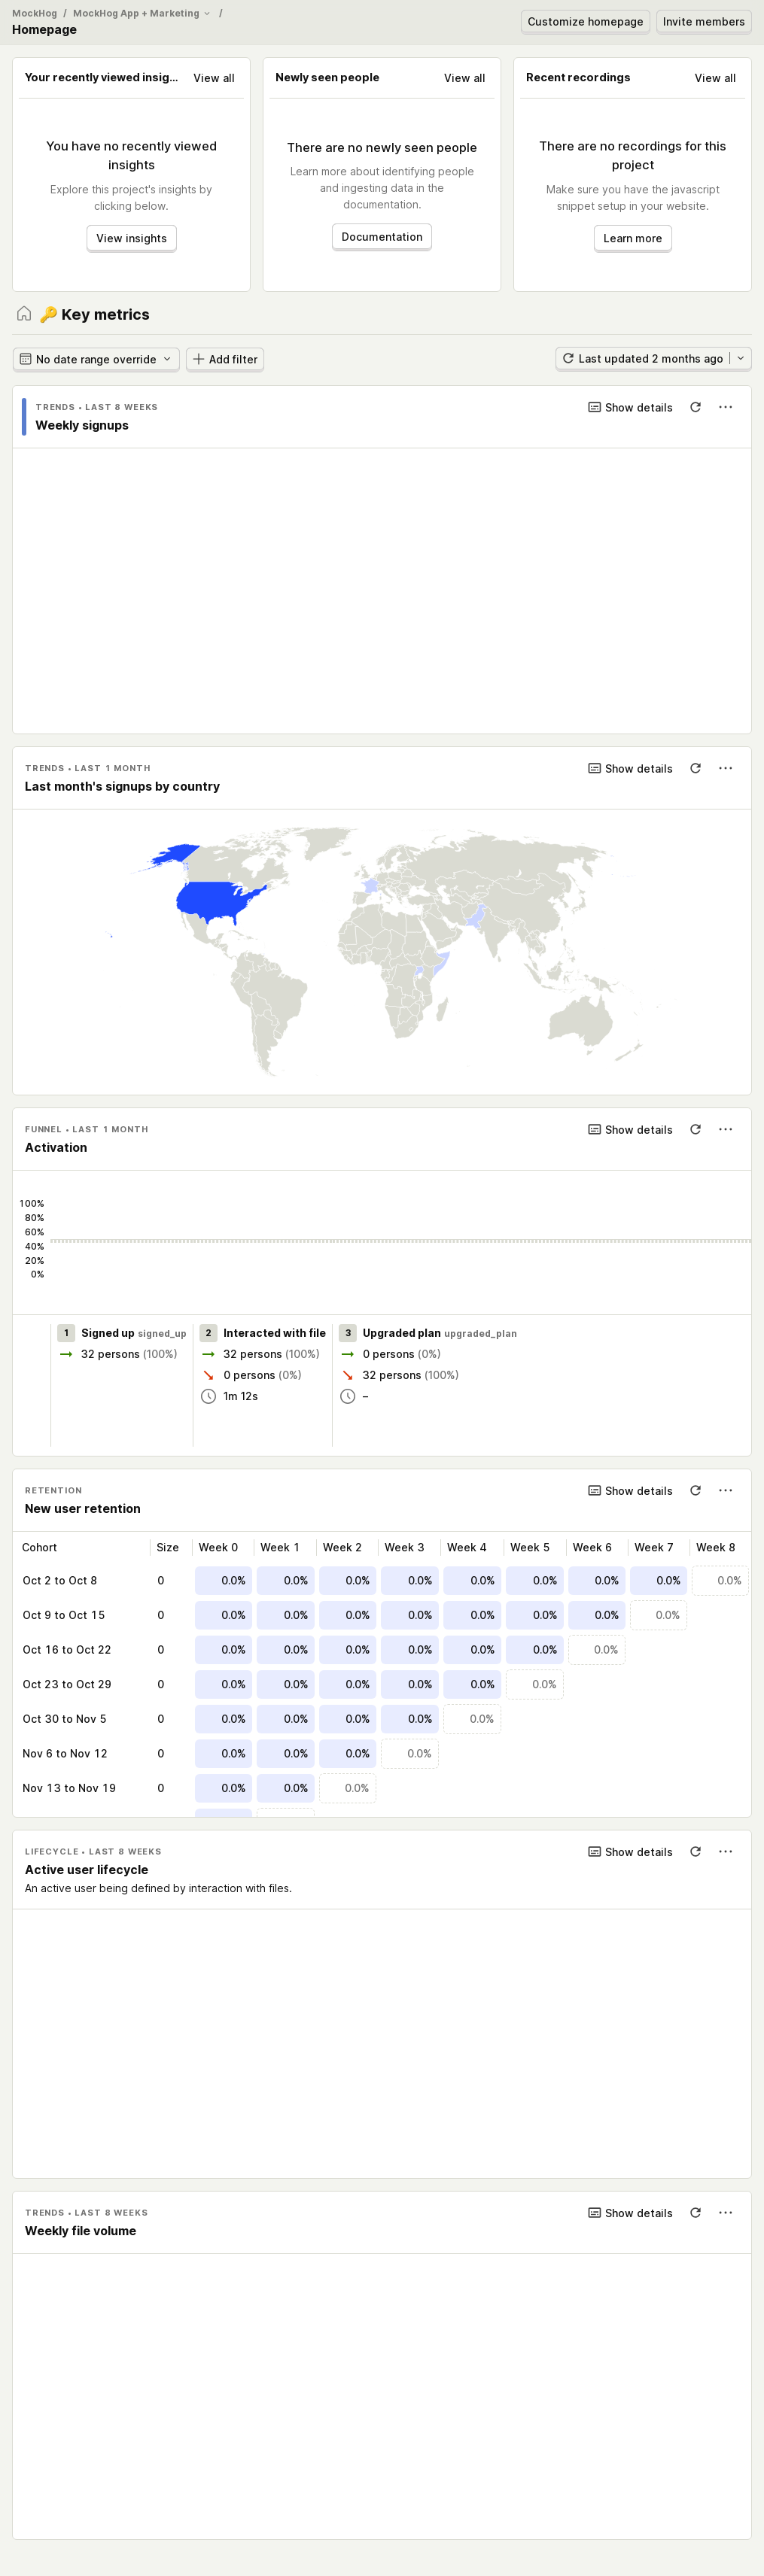 MockHog / MockHog App + Marketing /
Homepage
Customize homepage
Invite members
Your recently viewed insig...
View all
You have no recently viewed
insights
Explore this project's insights by
clicking below.
View insights
Newly seen people
View all
There are no newly seen people
Learn more about identifying people
and ingesting data in the
documentation.
Documentation
Recent recordings
View all
There are no recordings for this
project
Make sure you have the javascript
snippet setup in your website.
Learn more
🔑 Key metrics
No date range override
Add filter
Last updated 2 months ago
TRENDS • LAST 8 WEEKS
Show details
Weekly signups
TRENDS • LAST 1 MONTH
Show details
Last month's signups by country
FUNNEL • LAST 1 MONTH
Show details
Activation
100%
80%
60%
40%
20%
0%
1 Signed up signed_up
32 persons (100%)
2 Interacted with file
32 persons (100%)
0 persons (0%)
1m 12s
3 Upgraded plan upgraded_plan
0 persons (0%)
32 persons (100%)
–
RETENTION
Show details
New user retention
Cohort Size Week 0 Week 1 Week 2 Week 3 Week 4 Week 5 Week 6 Week 7 Week 8
Oct 2 to Oct 8 0 0.0% 0.0% 0.0% 0.0% 0.0% 0.0% 0.0% 0.0% 0.0%
Oct 9 to Oct 15 0 0.0% 0.0% 0.0% 0.0% 0.0% 0.0% 0.0% 0.0%
Oct 16 to Oct 22 0 0.0% 0.0% 0.0% 0.0% 0.0% 0.0% 0.0%
Oct 23 to Oct 29 0 0.0% 0.0% 0.0% 0.0% 0.0% 0.0%
Oct 30 to Nov 5 0 0.0% 0.0% 0.0% 0.0% 0.0%
Nov 6 to Nov 12 0 0.0% 0.0% 0.0% 0.0%
Nov 13 to Nov 19 0 0.0% 0.0% 0.0%
LIFECYCLE • LAST 8 WEEKS
Show details
Active user lifecycle
An active user being defined by interaction with files.
TRENDS • LAST 8 WEEKS
Show details
Weekly file volume